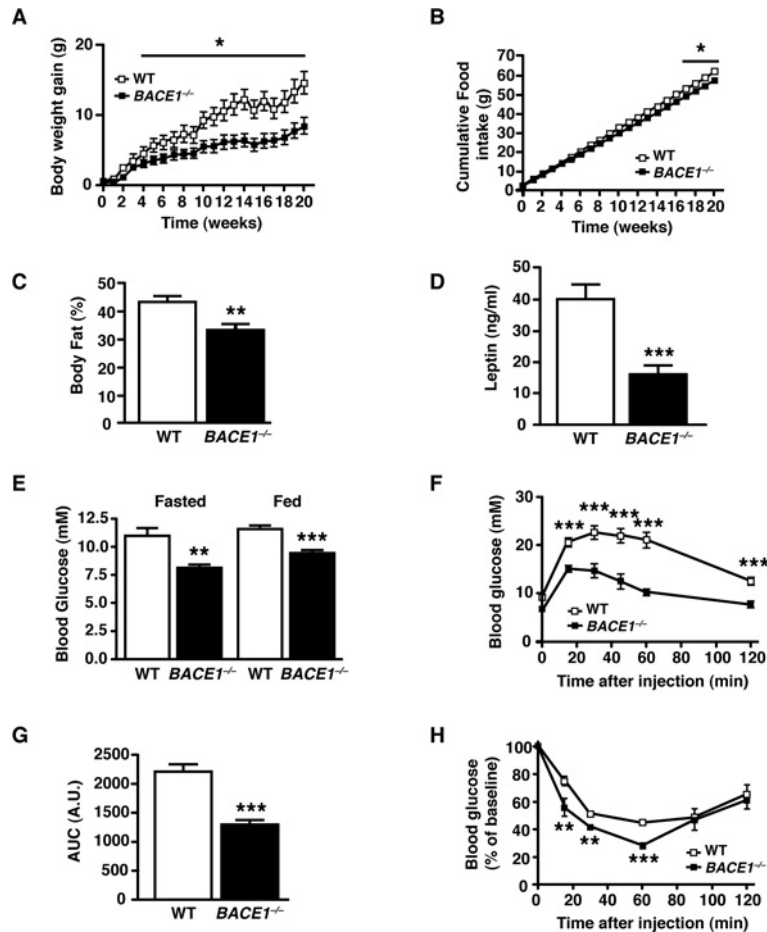 A
Body weight gain (g)
*
WT
BACE1–/–
20
10
0
0 2 4 6 8 10 12 14 16 18 20
Time (weeks)
B
Cumulative Food
intake (g)
*
70
60
50
40
30
20
10
0
WT
BACE1–/–
0 2 4 6 8 10 12 14 16 18 20
Time (weeks)
C
Body Fat (%)
50
40
30
20
10
0
**
WT BACE1–/–
D
Leptin (ng/ml)
50
40
30
20
10
0
***
WT BACE1–/–
E
Blood Glucose (mM)
Fasted Fed
12.5
10.0
7.5
5.0
2.5
0.0
** ***
WT BACE1–/– WT BACE1–/–
F
Blood glucose (mM)
30
20
10
0
*** *** *** *** ***
WT
BACE1–/–
0 20 40 60 80 100 120
Time after injection (min)
G
AUC (A.U.)
2500
2000
1500
1000
500
0
***
WT BACE1–/–
H
Blood glucose
(% of baseline)
100
80
60
40
20
0
** ** ***
WT
BACE1–/–
0 20 40 60 80 100 120
Time after injection (min)